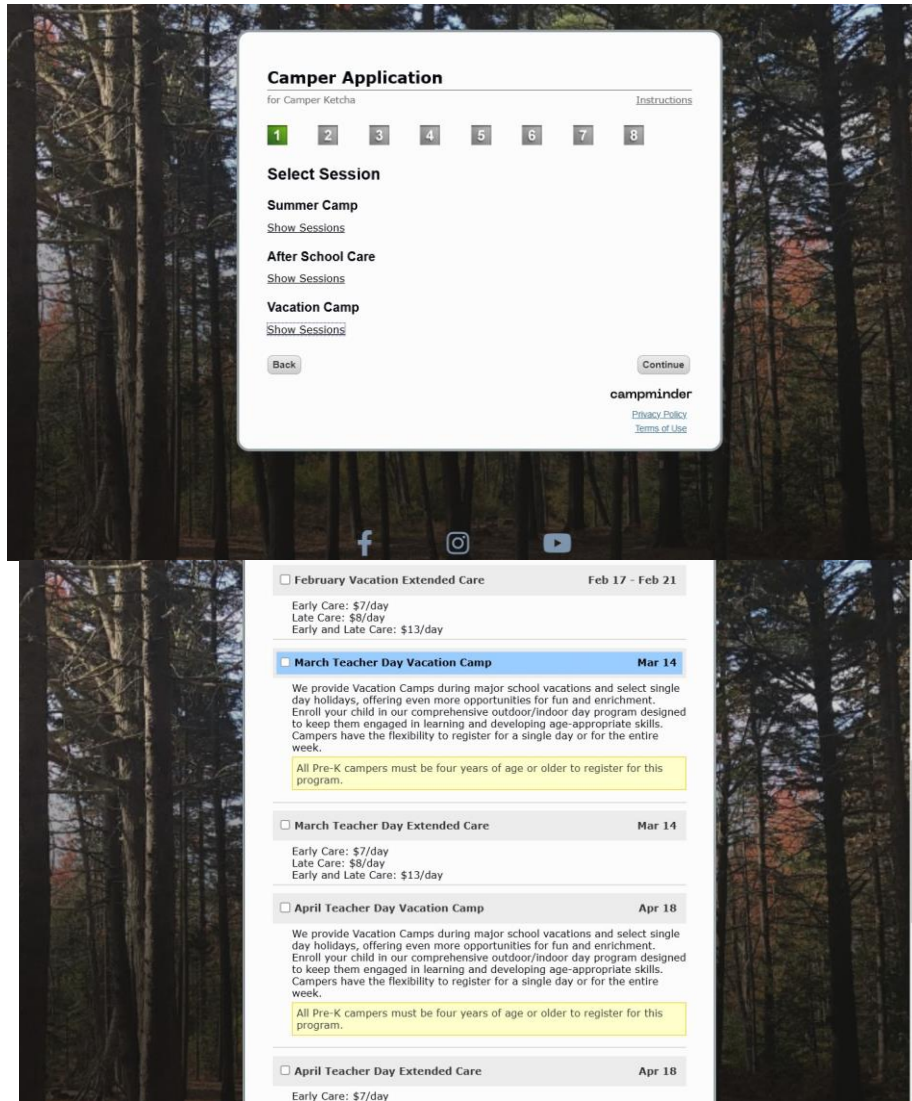 Camper Application
for Camper Ketcha Instructions
1 2 3 4 5 6 7 8
Select Session
Summer Camp
Show Sessions
After School Care
Show Sessions
Vacation Camp
Show Sessions
Back Continue
campminder
Privacy Policy
Terms of Use
February Vacation Extended Care Feb 17 - Feb 21
Early Care: $7/day
Late Care: $8/day
Early and Late Care: $13/day
March Teacher Day Vacation Camp Mar 14
We provide Vacation Camps during major school vacations and select single
day holidays, offering even more opportunities for fun and enrichment.
Enroll your child in our comprehensive outdoor/indoor day program designed
to keep them engaged in learning and developing age-appropriate skills.
Campers have the flexibility to register for a single day or for the entire
week.
All Pre-K campers must be four years of age or older to register for this
program.
March Teacher Day Extended Care Mar 14
Early Care: $7/day
Late Care: $8/day
Early and Late Care: $13/day
April Teacher Day Vacation Camp Apr 18
We provide Vacation Camps during major school vacations and select single
day holidays, offering even more opportunities for fun and enrichment.
Enroll your child in our comprehensive outdoor/indoor day program designed
to keep them engaged in learning and developing age-appropriate skills.
Campers have the flexibility to register for a single day or for the entire
week.
All Pre-K campers must be four years of age or older to register for this
program.
April Teacher Day Extended Care Apr 18
Early Care: $7/day